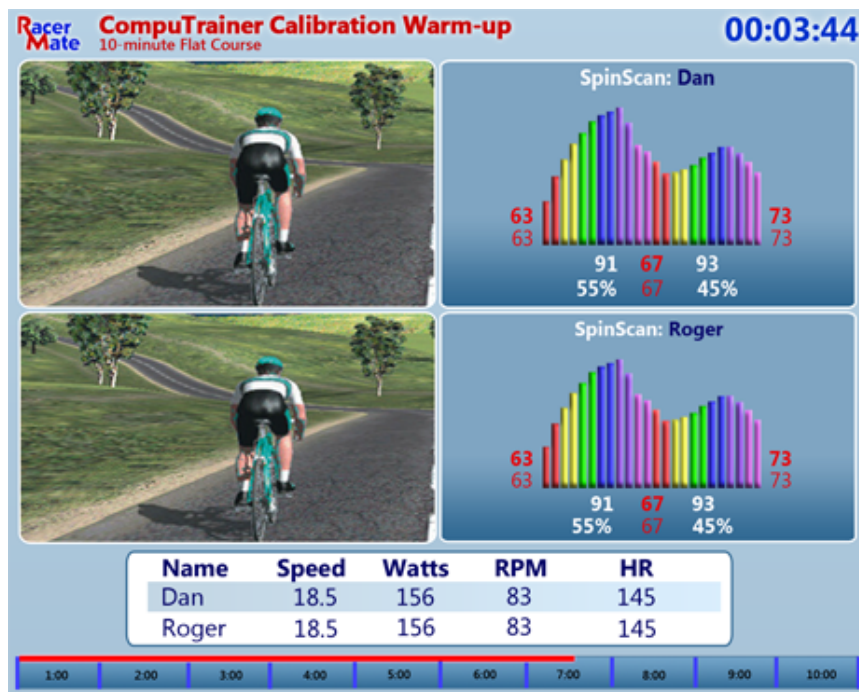 Racer Mate
CompuTrainer Calibration Warm-up
10-minute Flat Course
00:03:44
SpinScan: Dan
63 73
63 73
91 67 93
55% 67 45%
SpinScan: Roger
63 73
63 73
91 67 93
55% 67 45%
Name Speed Watts RPM HR
Dan 18.5 156 83 145
Roger 18.5 156 83 145
1:00 2:00 3:00 4:00 5:00 6:00 7:00 8:00 9:00 10:00